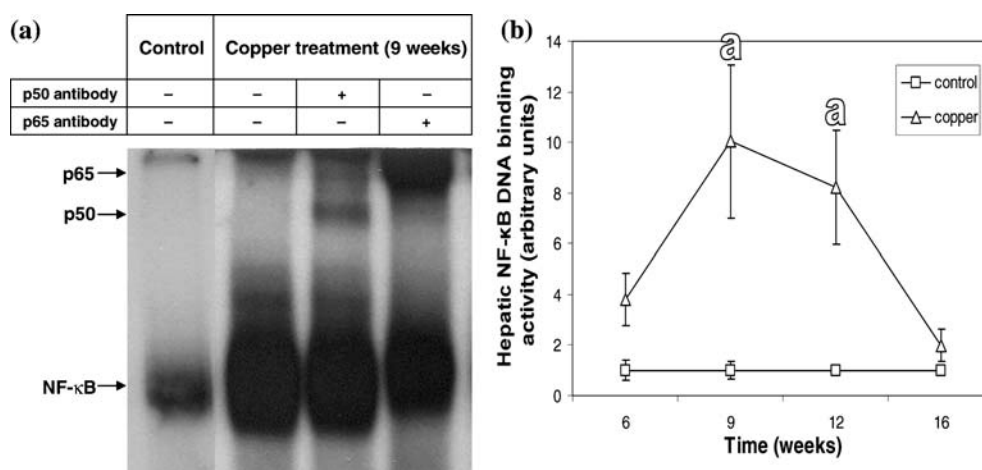 (a)
Control Copper treatment (9 weeks)
p50 antibody – – + –
p65 antibody – – – +
p65
p50
NF-κB
(b)
Hepatic NF-κB DNA binding
activity (arbitrary units)
14
12
10
8
6
4
2
0
a
a
control
copper
6 9 12 16
Time (weeks)